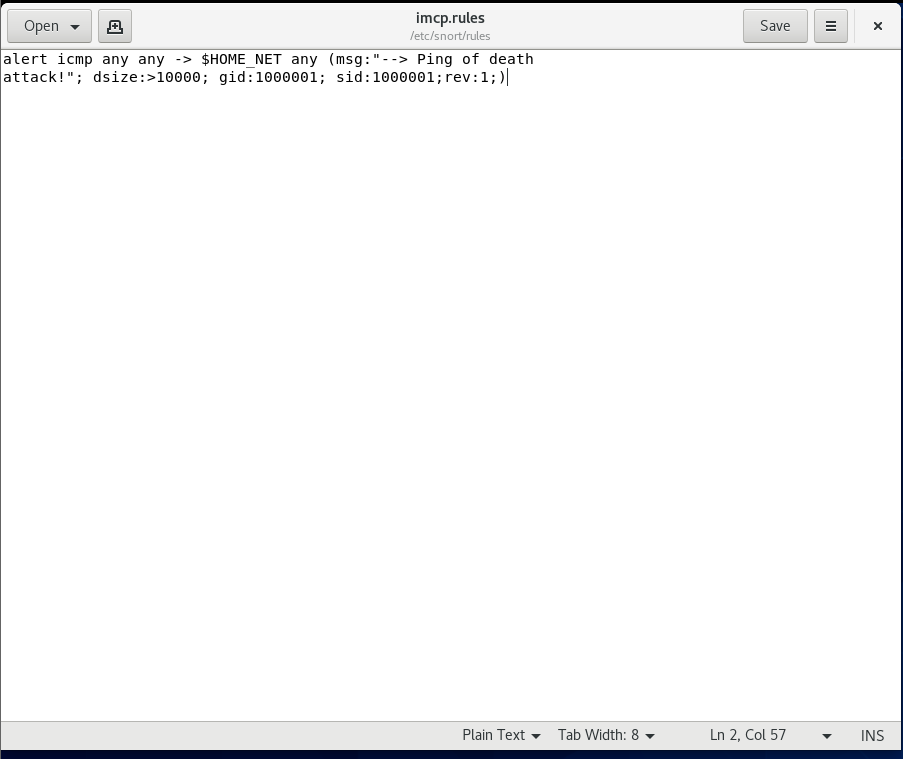 Open
imcp.rules
/etc/snort/rules
Save
alert icmp any any -> $HOME_NET any (msg:"--> Ping of death
attack!"; dsize:>10000; gid:1000001; sid:1000001;rev:1;)
Plain Text
Tab Width: 8
Ln 2, Col 57
INS